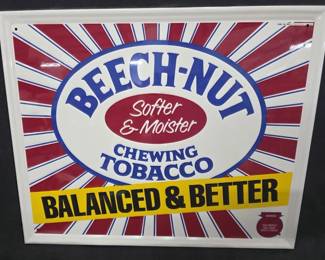 BEECH-NUT
Softer
& Moister
CHEWING
TOBACCO
BALANCED & BETTER